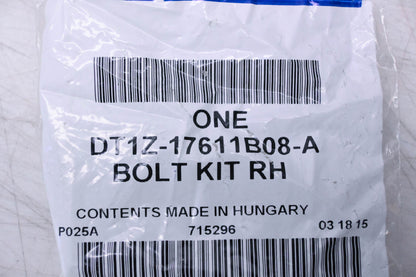 ONE
DT1Z-17611B08-A
BOLT KIT RH
CONTENTS MADE IN HUNGARY
P025A 715296 03 18 15